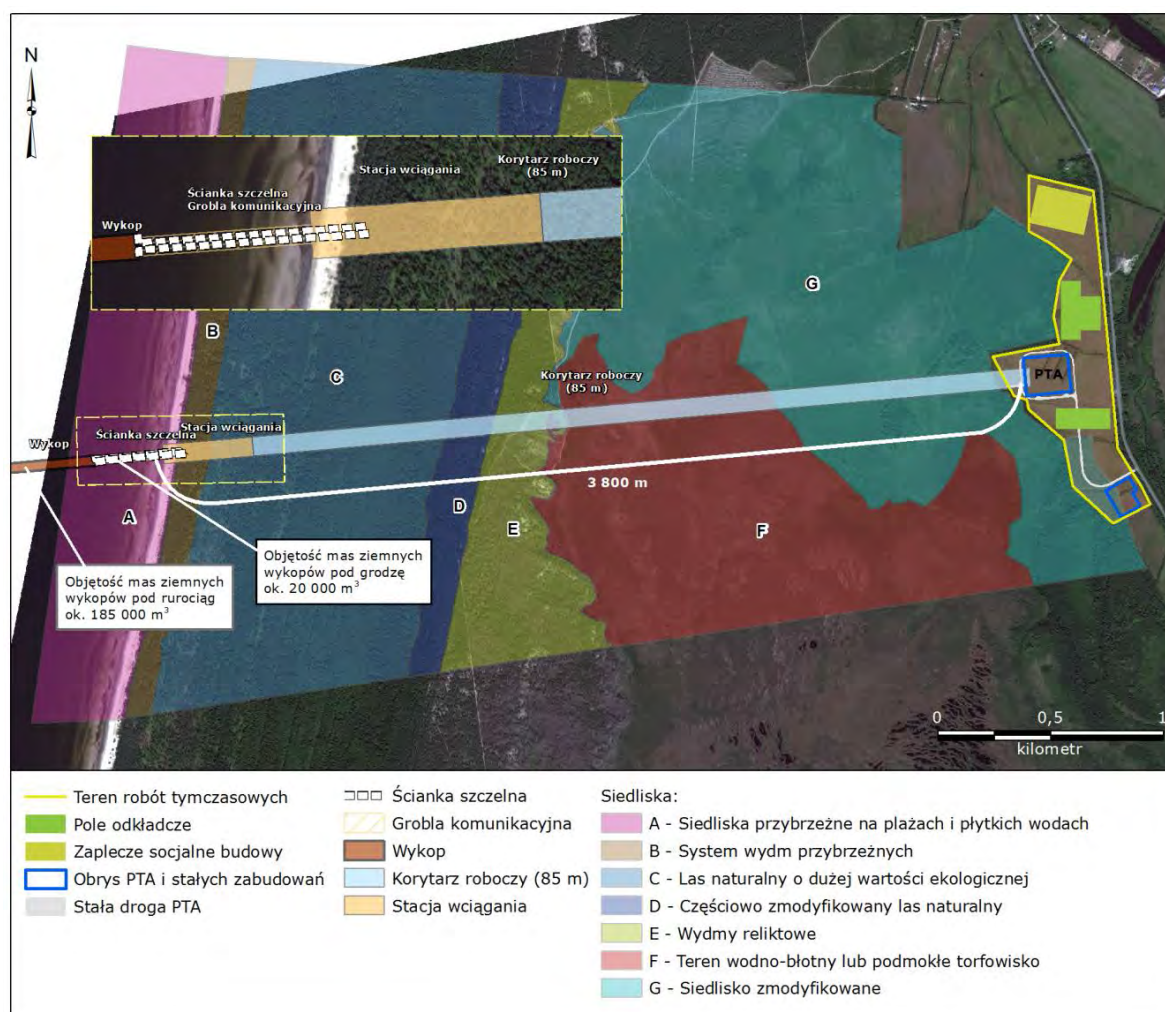 N
Stacja wciągania
Korytarz roboczy
(85 m)
Ścianka szczelna
Grobla komunikacyjna
Wykop
B
G
C
Korytarz roboczy
(85 m)
PTA
Stacja wciągania
Ścianka szczelna
Wykop
3 800 m
A
D
E
F
Objętość mas ziemnych
wykopów pod grodzę
ok. 20 000 m³
Objętość mas ziemnych
wykopów pod rurociąg
ok. 185 000 m³
0 0,5 1
kilometr
Teren robót tymczasowych
Pole odkładcze
Zaplecze socjalne budowy
Obrys PTA i stałych zabudowań
Stała droga PTA
Ścianka szczelna
Grobla komunikacyjna
Wykop
Korytarz roboczy (85 m)
Stacja wciągania
Siedliska:
A - Siedliska przybrzeżne na plażach i płytkich wodach
B - System wydm przybrzeżnych
C - Las naturalny o dużej wartości ekologicznej
D - Częściowo zmodyfikowany las naturalny
E - Wydmy reliktowe
F - Teren wodno-błotny lub podmokłe torfowisko
G - Siedlisko zmodyfikowane